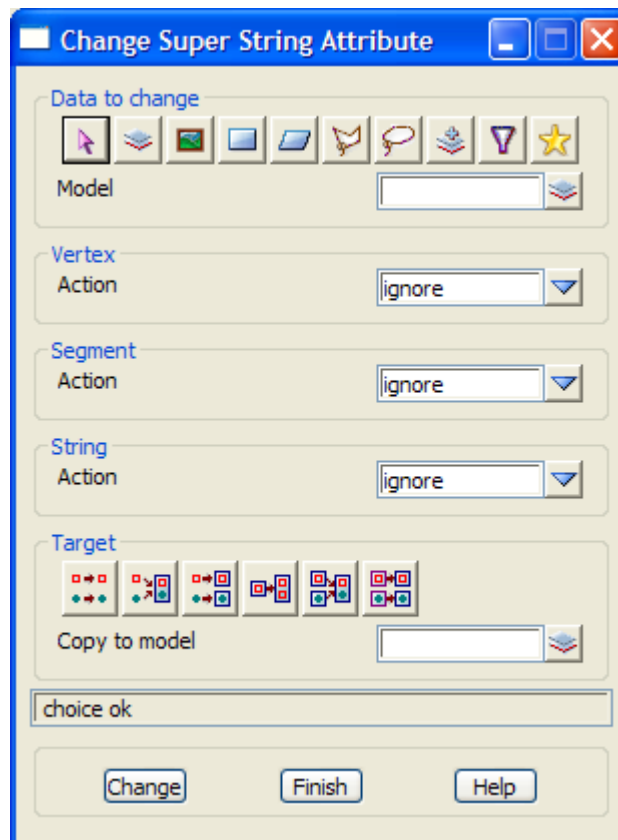 Change Super String Attribute
Data to change
Model
Vertex
Action
ignore
Segment
Action
ignore
String
Action
ignore
Target
Copy to model
choice ok
Change
Finish
Help